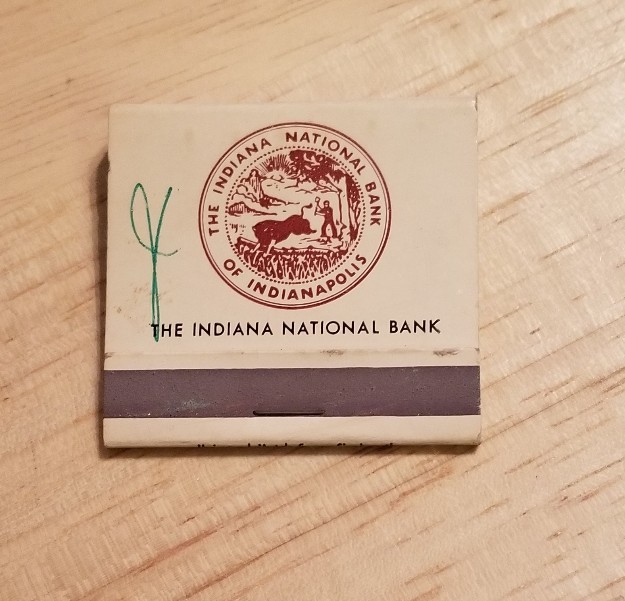 THE INDIANA NATIONAL BANK
OF INDIANAPOLIS
THE INDIANA NATIONAL BANK